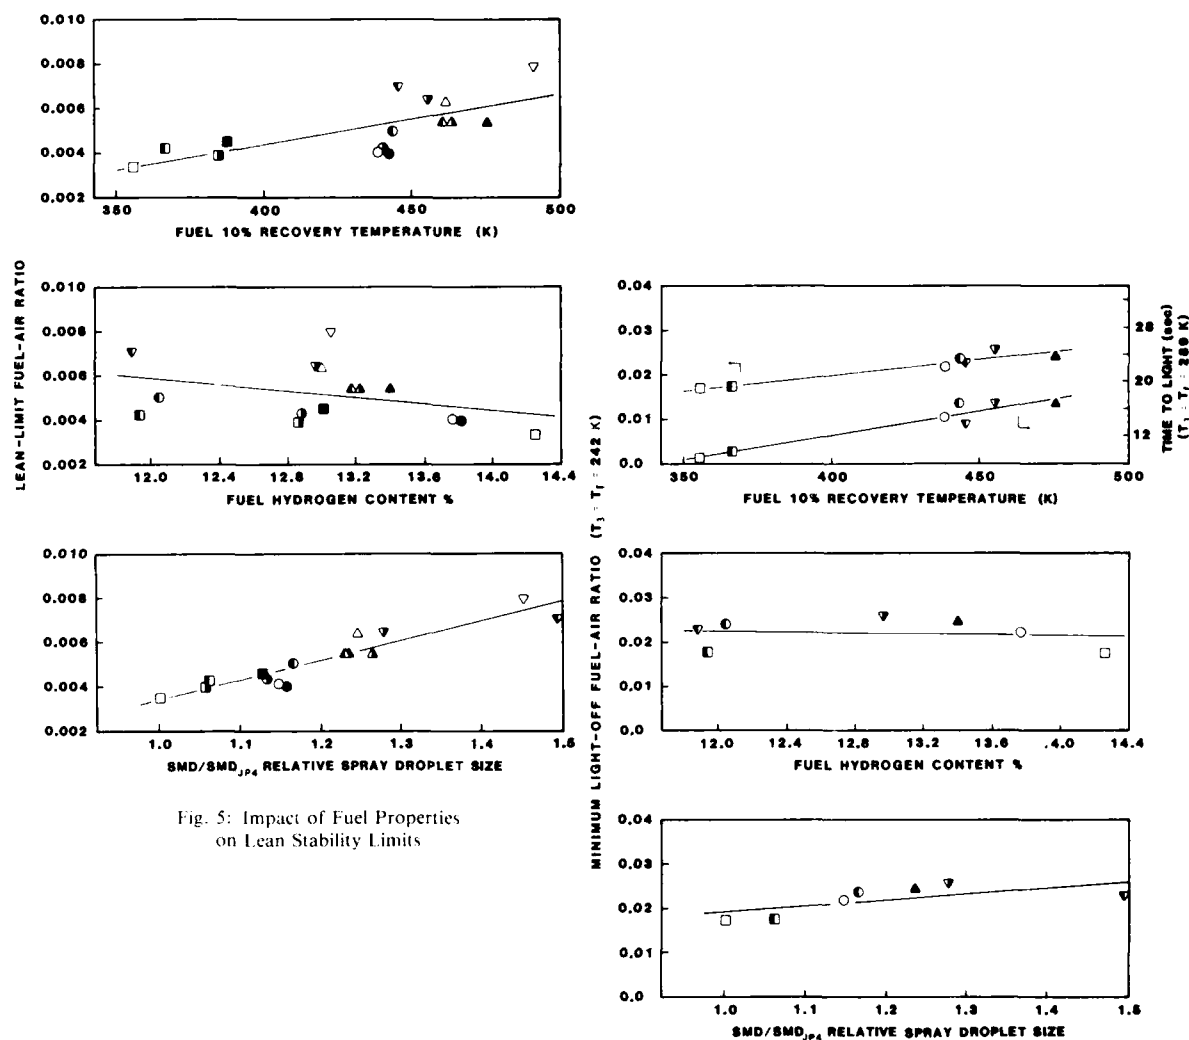 LEAN-LIMIT FUEL-AIR RATIO
0.010
0.008
0.006
0.004
0.002
350 400 450 500
FUEL 10% RECOVERY TEMPERATURE (K)
0.010
0.008
0.006
0.004
0.002
12.0 12.4 12.8 13.2 13.6 14.0 14.4
FUEL HYDROGEN CONTENT %
0.010
0.008
0.006
0.004
0.002
1.0 1.1 1.2 1.3 1.4 1.5
SMD/SMD JP4 RELATIVE SPRAY DROPLET SIZE
Fig. 5: Impact of Fuel Properties
on Lean Stability Limits
MINIMUM LIGHT-OFF FUEL-AIR RATIO (T3 = Tf = 242 K)
0.04
0.03
0.02
0.01
0.0
350 400 450 500
FUEL 10% RECOVERY TEMPERATURE (K)
28
20
12
TIME TO LIGHT (sec)
(T3 = Tf = 289 K)
0.04
0.03
0.02
0.01
0.0
12.0 12.4 12.8 13.2 13.6 14.0 14.4
FUEL HYDROGEN CONTENT %
0.04
0.03
0.02
0.01
0.0
1.0 1.1 1.2 1.3 1.4 1.5
SMD/SMD JP4 RELATIVE SPRAY DROPLET SIZE